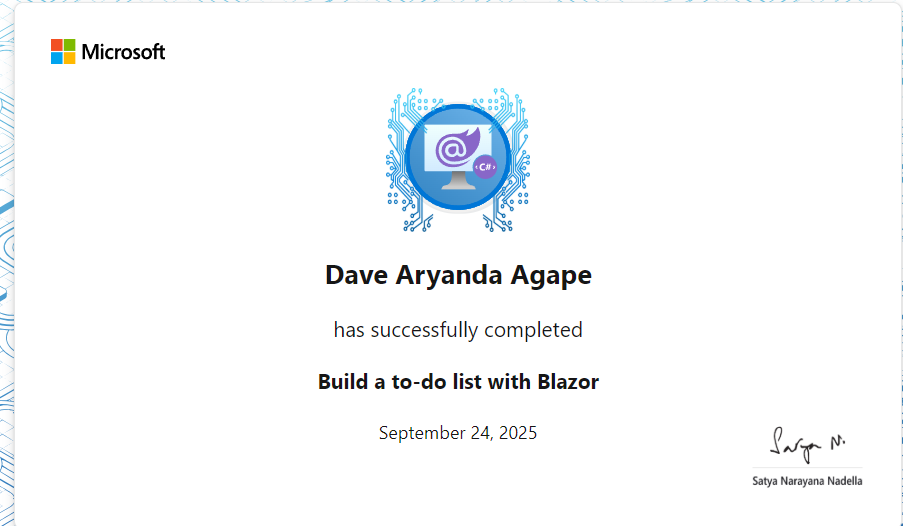 Microsoft
@
C#
Dave Aryanda Agape
has successfully completed
Build a to-do list with Blazor
September 24, 2025
Satya N.
Satya Narayana Nadella